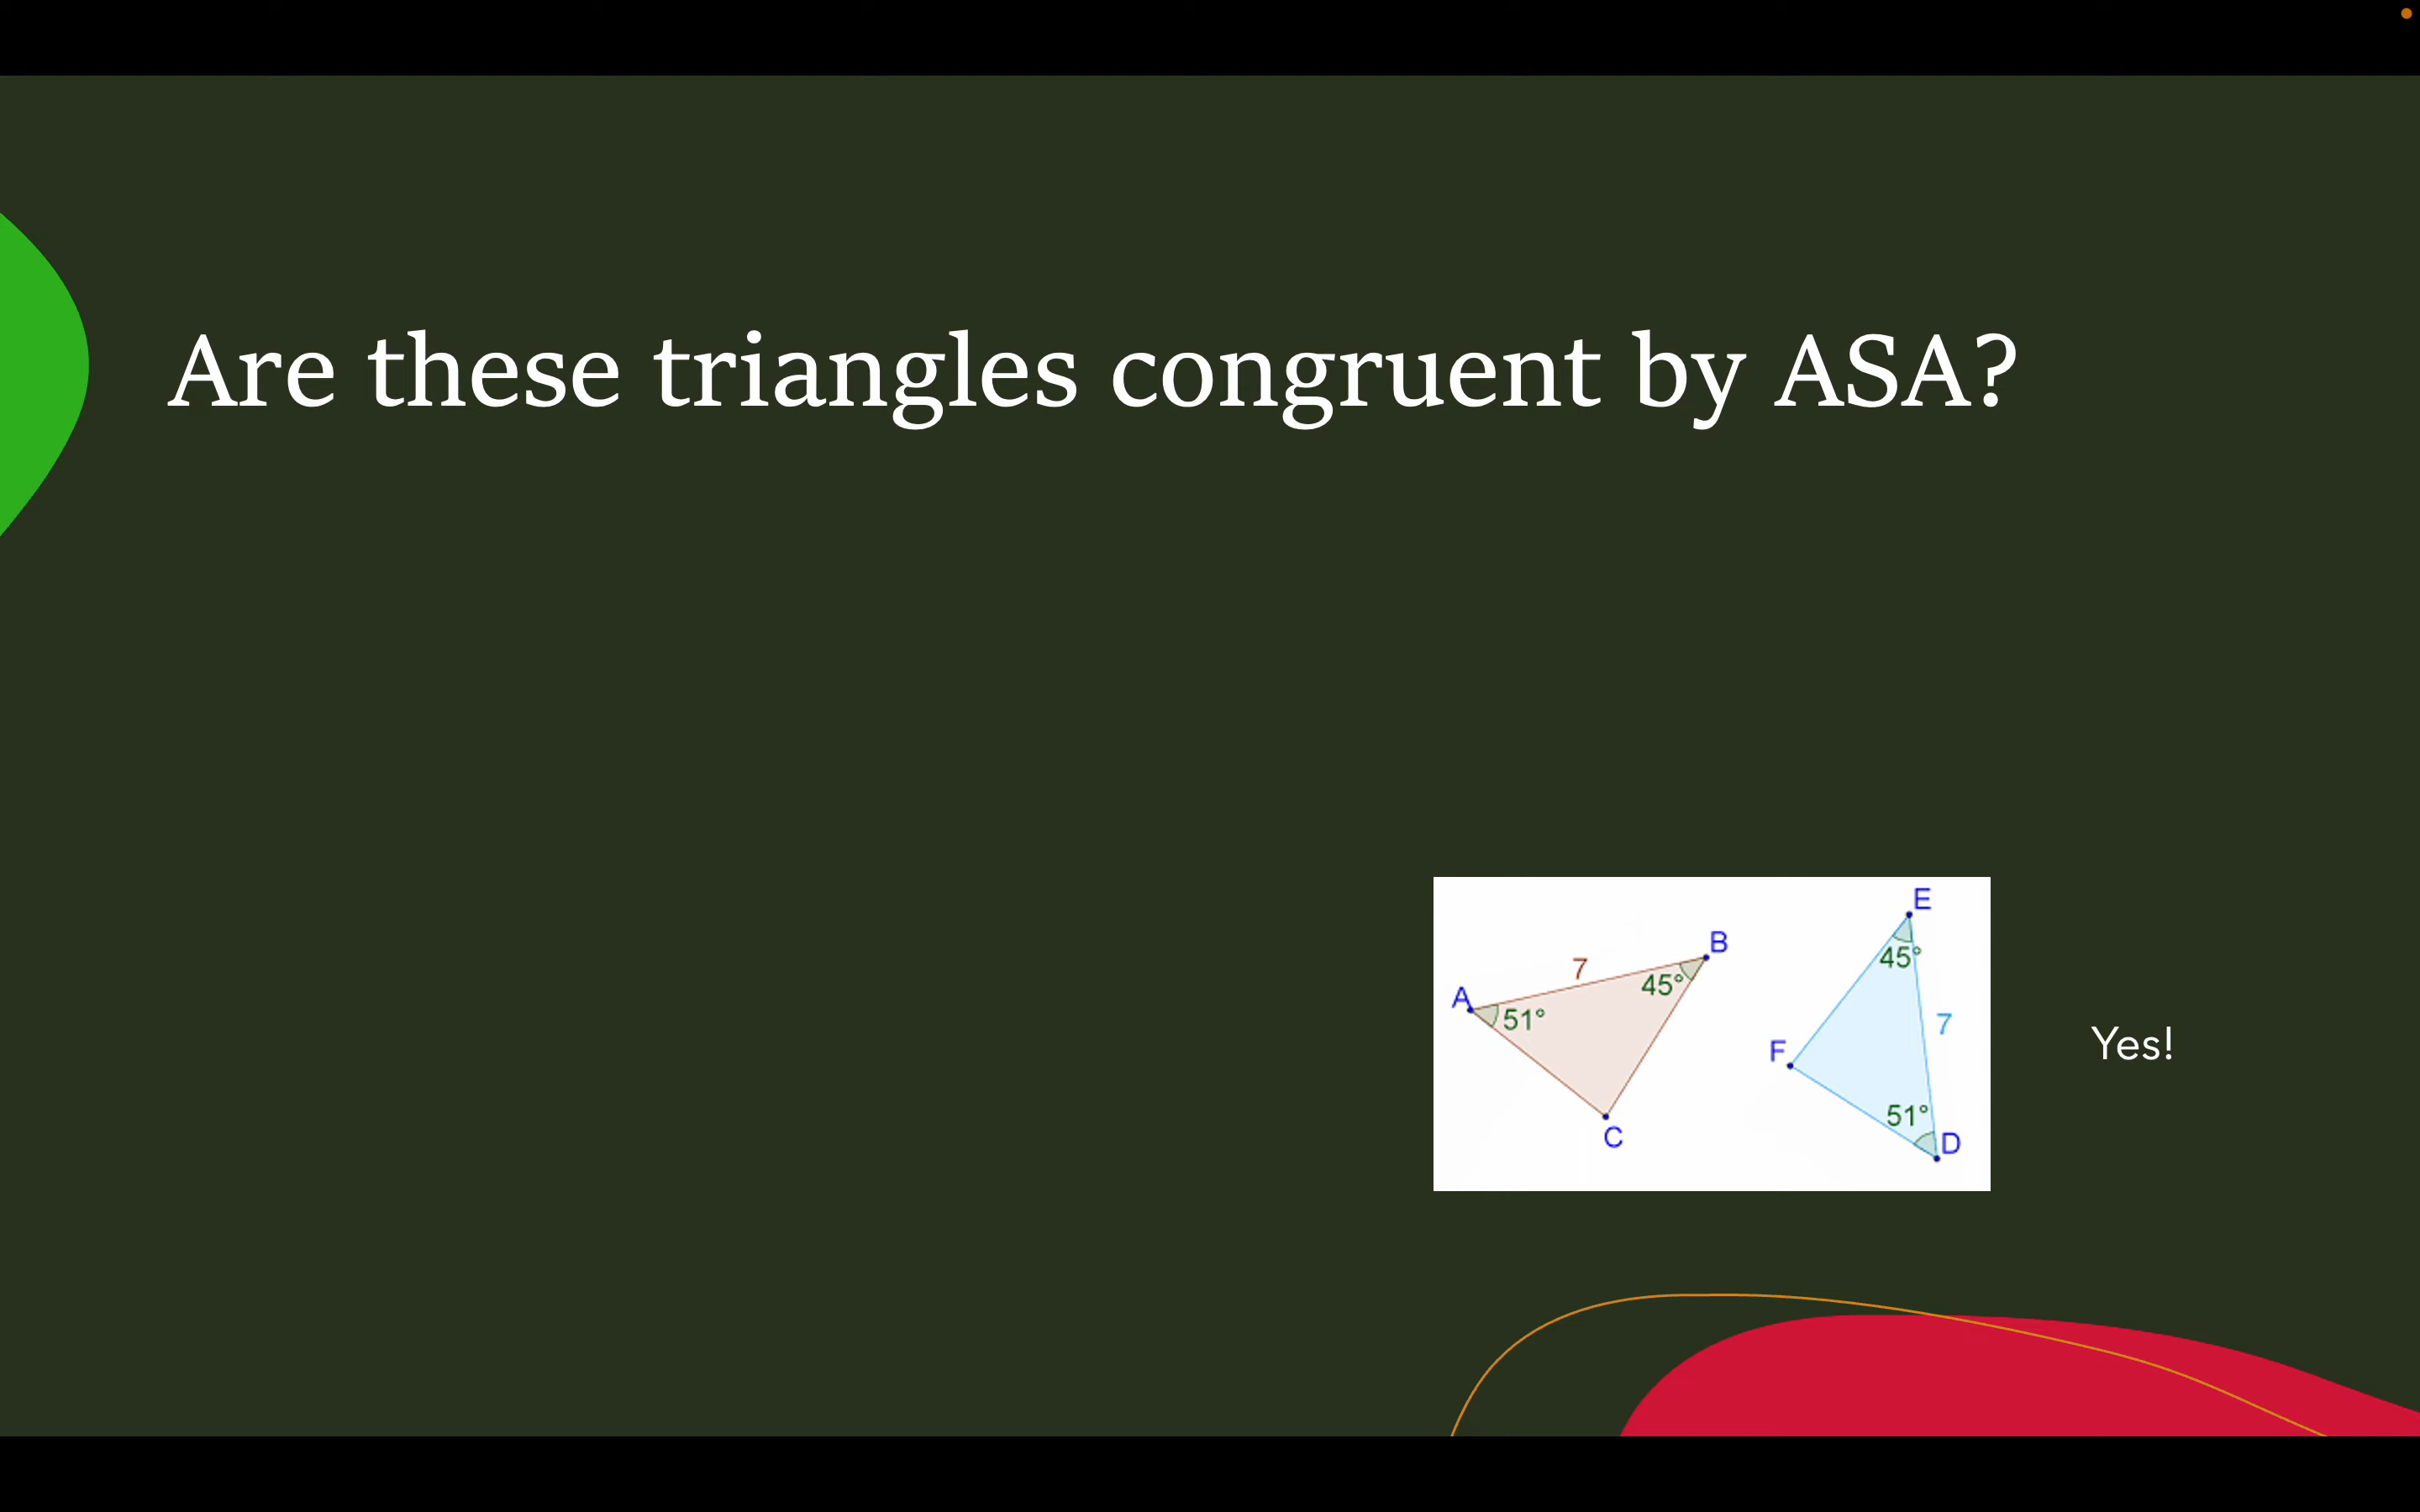 Are these triangles congruent by ASA?
E
B
45°
7
45°
A
51°
7
F
Yes!
51°
C
D